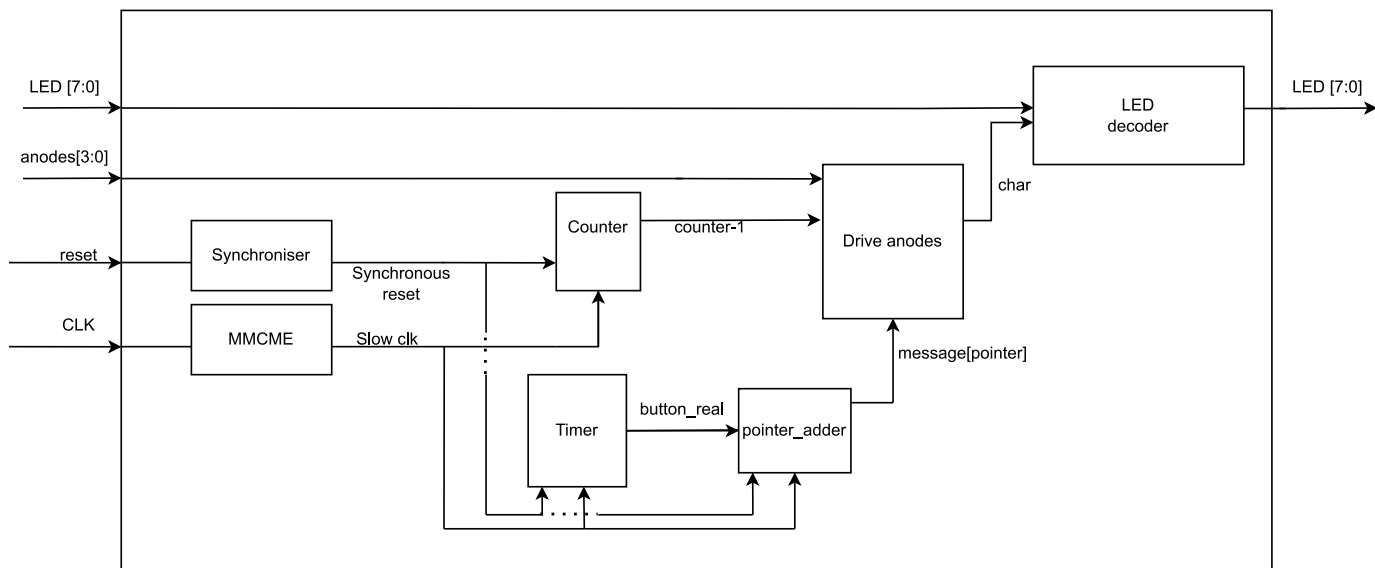 LED [7:0]
LED [7:0]
LED
decoder
anodes[3:0]
char
Counter
counter-1
Drive anodes
reset
Synchroniser
Synchronous
reset
CLK
MMCME
Slow clk
message[pointer]
Timer
button_real
pointer_adder